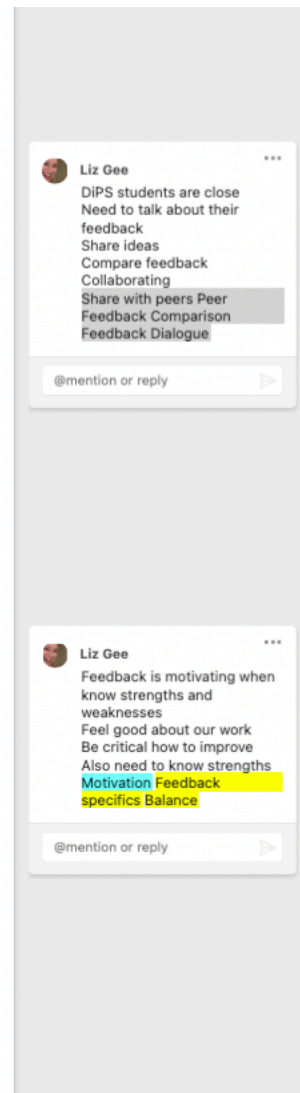 Liz Gee
DiPS students are close
Need to talk about their
feedback
Share ideas
Compare feedback
Collaborating
Share with peers Peer
Feedback Comparison
Feedback Dialogue
@mention or reply
Liz Gee
Feedback is motivating when
know strengths and
weaknesses
Feel good about our work
Be critical how to improve
Also need to know strengths
Motivation Feedback
specifics Balance
@mention or reply